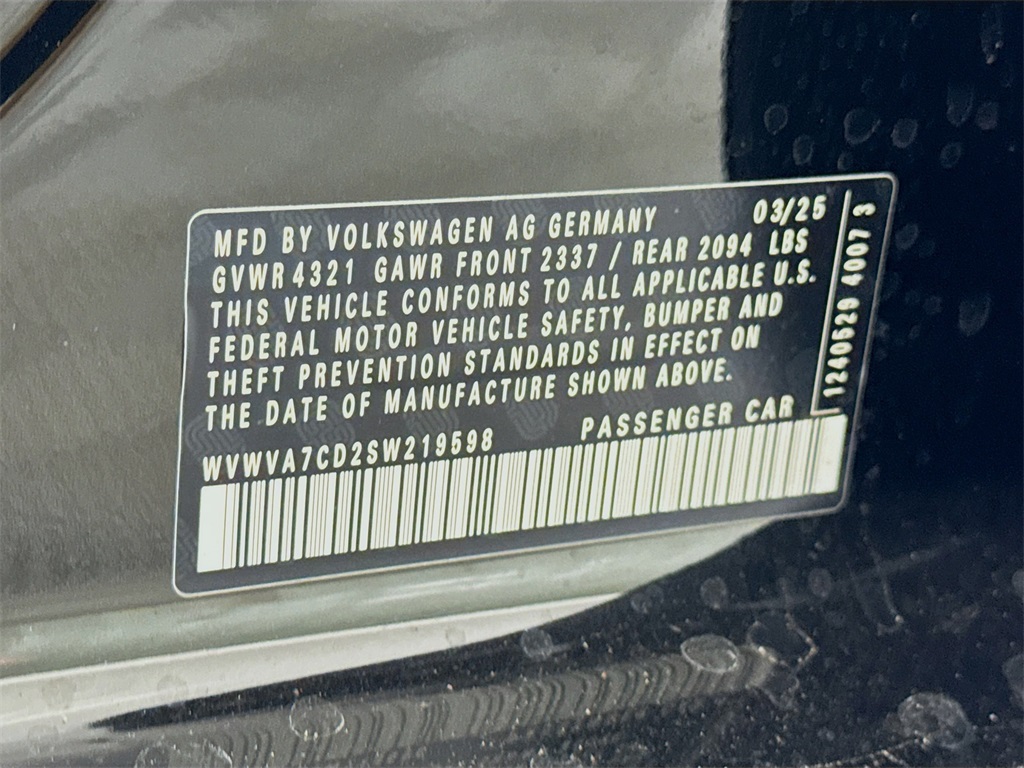 MFD BY VOLKSWAGEN AG GERMANY 03/25
GVWR 4321 GAWR FRONT 2337 / REAR 2094 LBS
THIS VEHICLE CONFORMS TO ALL APPLICABLE U.S.
FEDERAL MOTOR VEHICLE SAFETY, BUMPER AND
THEFT PREVENTION STANDARDS IN EFFECT ON
THE DATE OF MANUFACTURE SHOWN ABOVE.
WVWVA7CD2SW219598 PASSENGER CAR
1240529 4007 3